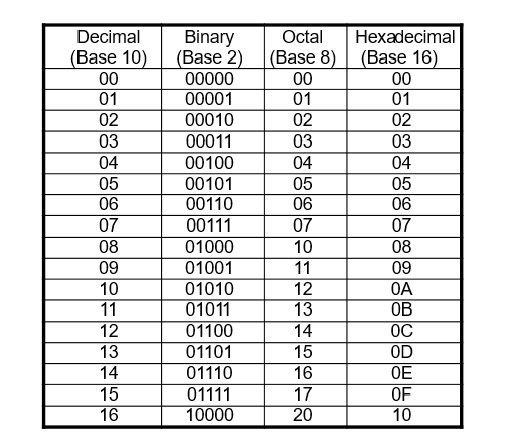 Decimal Binary Octal Hexadecimal
(Base 10) (Base 2) (Base 8) (Base 16)
00 00000 00 00
01 00001 01 01
02 00010 02 02
03 00011 03 03
04 00100 04 04
05 00101 05 05
06 00110 06 06
07 00111 07 07
08 01000 10 08
09 01001 11 09
10 01010 12 0A
11 01011 13 0B
12 01100 14 0C
13 01101 15 0D
14 01110 16 0E
15 01111 17 0F
16 10000 20 10